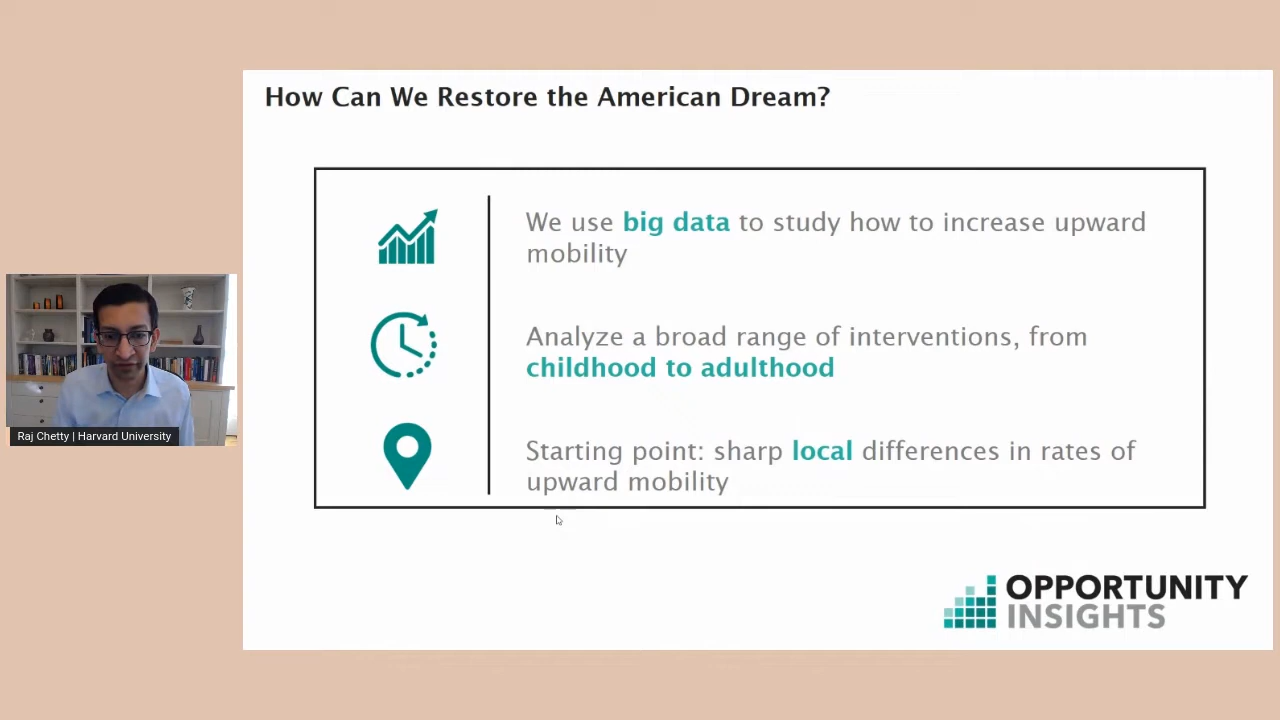 How Can We Restore the American Dream?
We use big data to study how to increase upward
mobility
Analyze a broad range of interventions, from
childhood to adulthood
Starting point: sharp local differences in rates of
upward mobility
Raj Chetty | Harvard University
OPPORTUNITY
INSIGHTS